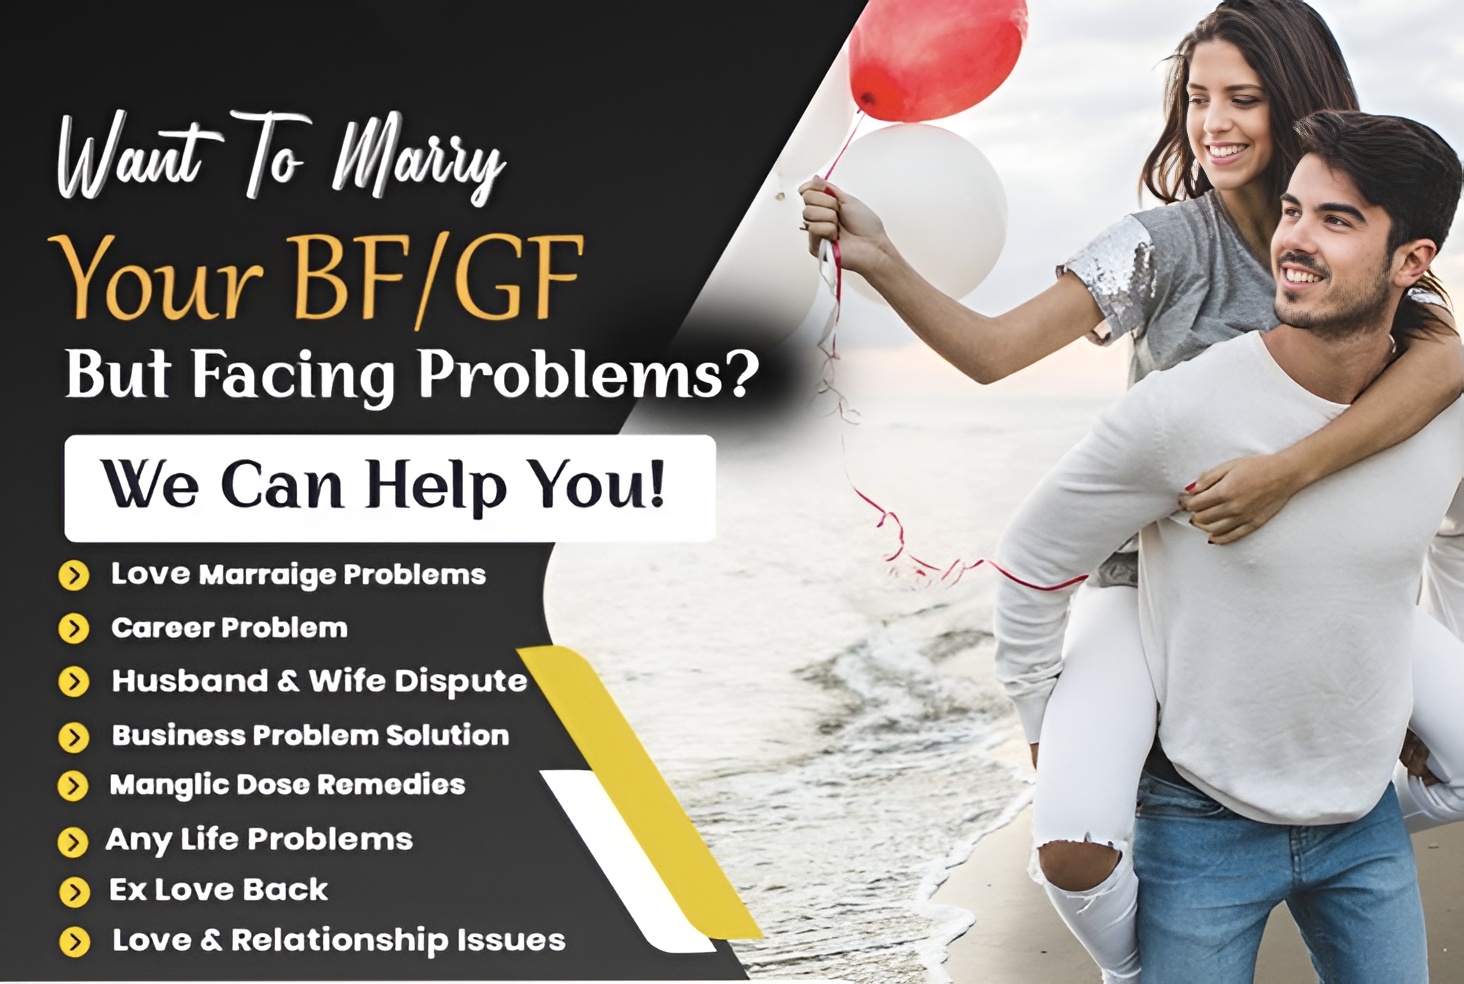 Want To Marry
Your BF/GF
But Facing Problems?
We Can Help You!
Love Marraige Problems
Career Problem
Husband & Wife Dispute
Business Problem Solution
Manglic Dose Remedies
Any Life Problems
Ex Love Back
Love & Relationship Issues